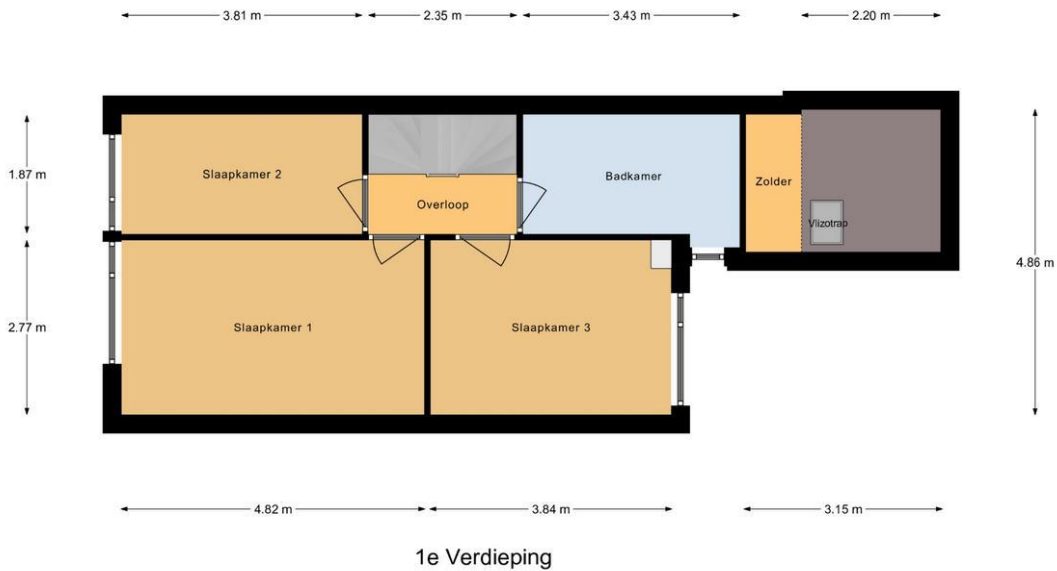 3.81 m
2.35 m
3.43 m
2.20 m
1.87 m
Slaapkamer 2
Overloop
Badkamer
Zolder
Vlizotrap
4.86 m
2.77 m
Slaapkamer 1
Slaapkamer 3
4.82 m
3.84 m
3.15 m
1e Verdieping